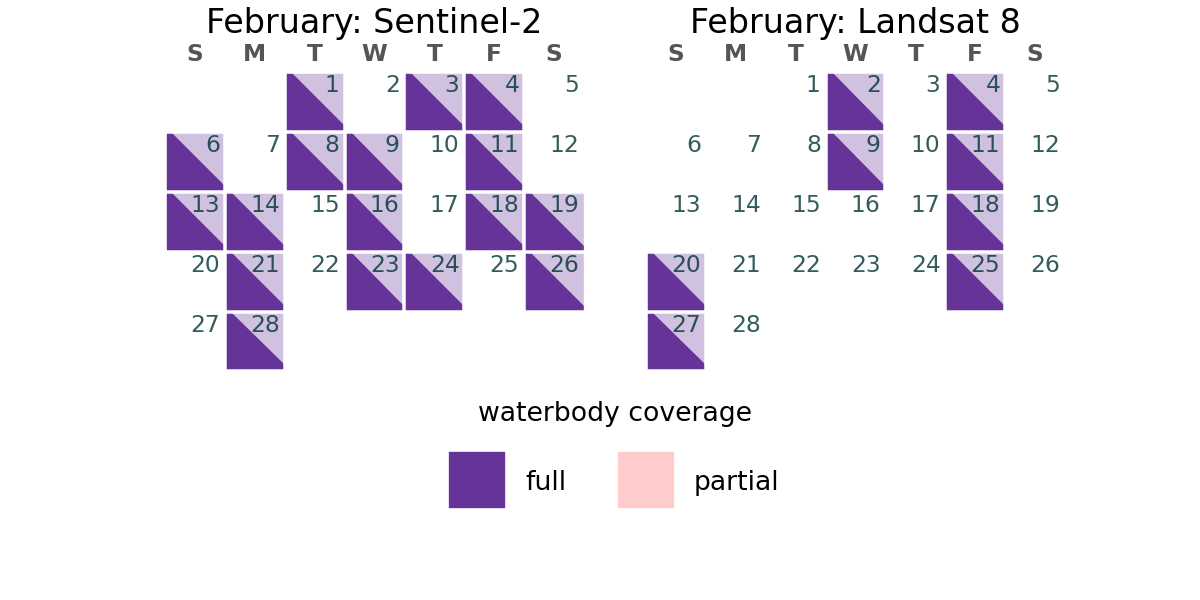 February: Sentinel-2
S M T W T F S
1 2 3 4 5
6 7 8 9 10 11 12
13 14 15 16 17 18 19
20 21 22 23 24 25 26
27 28
February: Landsat 8
S M T W T F S
1 2 3 4 5
6 7 8 9 10 11 12
13 14 15 16 17 18 19
20 21 22 23 24 25 26
27 28
waterbody coverage
full partial